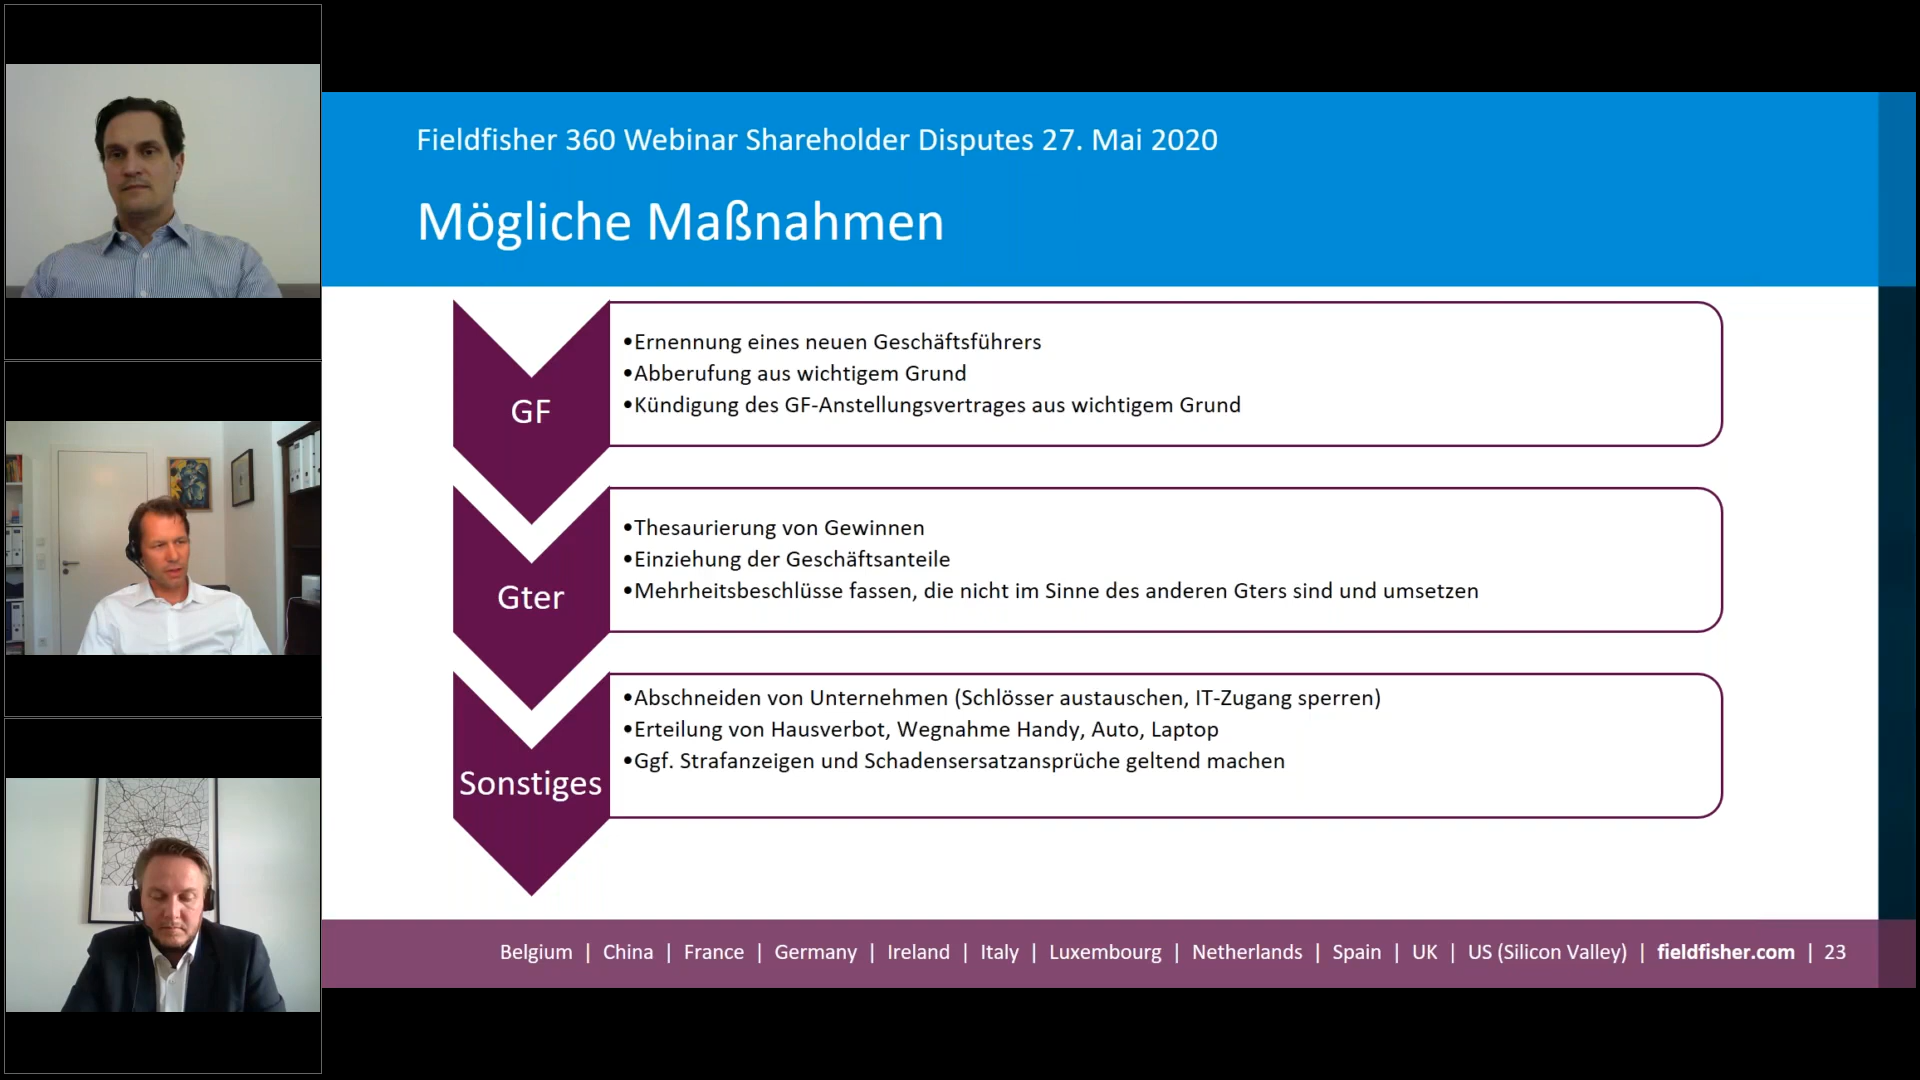 Fieldfisher 360 Webinar Shareholder Disputes 27. Mai 2020
Mögliche Maßnahmen
GF
•Ernennung eines neuen Geschäftsführers
•Abberufung aus wichtigem Grund
•Kündigung des GF-Anstellungsvertrages aus wichtigem Grund
Gter
•Thesaurierung von Gewinnen
•Einziehung der Geschäftsanteile
•Mehrheitsbeschlüsse fassen, die nicht im Sinne des anderen Gters sind und umsetzen
Sonstiges
•Abschneiden von Unternehmen (Schlösser austauschen, IT-Zugang sperren)
•Erteilung von Hausverbot, Wegnahme Handy, Auto, Laptop
•Ggf. Strafanzeigen und Schadensersatzansprüche geltend machen
Belgium | China | France | Germany | Ireland | Italy | Luxembourg | Netherlands | Spain | UK | US (Silicon Valley) | fieldfisher.com | 23